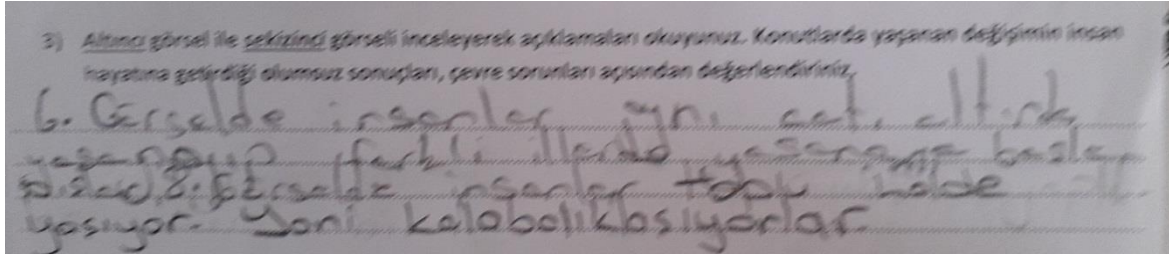 3) Altıncı görsel ile sekizinci görseli inceleyerek açıklamaları okuyunuz. Konutlarda yaşanan değişimin insan
hayatına getirdiği olumsuz sonuçları, çevre sorunları açısından değerlendiriniz.
6. Görselde insanlar aynı çatı altında
yaşamayıp farklı illerde yaşamaya başla
8. görselde insanlar toplu halde
yaşıyor. Yani kalabalıklaşıyorlar.